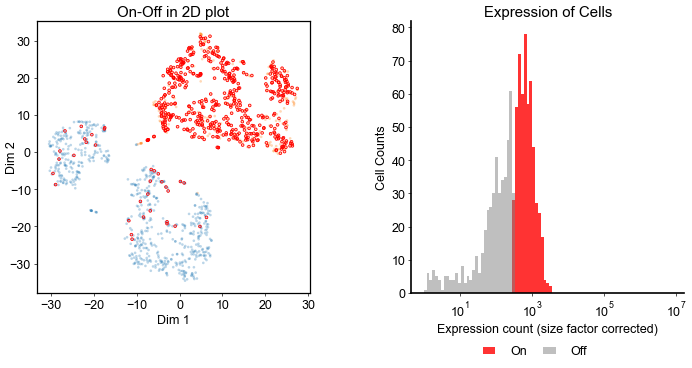 On-Off in 2D plot
Dim 2
30
20
10
0
−10
−20
−30
−30 −20 −10 0 10 20 30
Dim 1
Expression of Cells
Cell Counts
80
70
60
50
40
30
20
10
0
10^1 10^3 10^5 10^7
Expression count (size factor corrected)
On Off